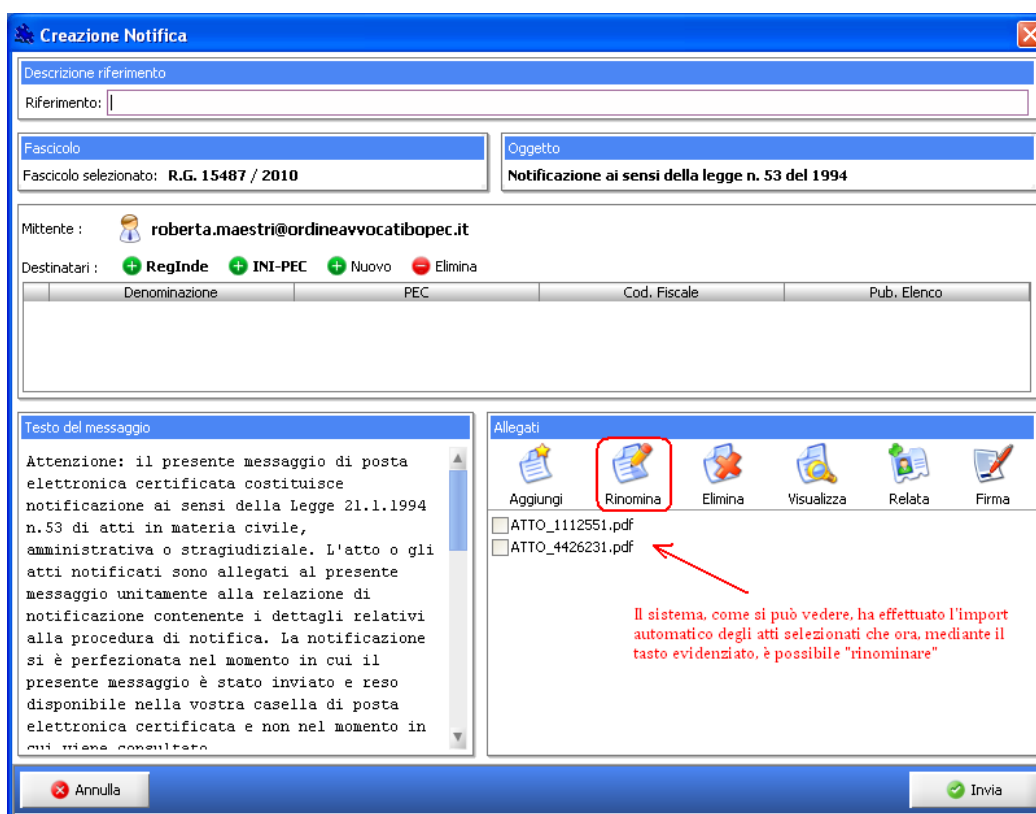 Creazione Notifica
Descrizione riferimento
Riferimento:
Fascicolo
Fascicolo selezionato: R.G. 15487 / 2010
Oggetto
Notificazione ai sensi della legge n. 53 del 1994
Mittente : roberta.maestri@ordineavvocatibopec.it
Destinatari : RegInde INI-PEC Nuovo Elimina
Denominazione PEC Cod. Fiscale Pub. Elenco
Testo del messaggio
Attenzione: il presente messaggio di posta
elettronica certificata costituisce
notificazione ai sensi della Legge 21.1.1994
n.53 di atti in materia civile,
amministrativa o stragiudiziale. L'atto o gli
atti notificati sono allegati al presente
messaggio unitamente alla relazione di
notificazione contenente i dettagli relativi
alla procedura di notifica. La notificazione
si è perfezionata nel momento in cui il
presente messaggio è stato inviato e reso
disponibile nella vostra casella di posta
elettronica certificata e non nel momento in
cui viene consultato
Allegati
Aggiungi Rinomina Elimina Visualizza Relata Firma
ATTO_1112551.pdf
ATTO_4426231.pdf
Il sistema, come si può vedere, ha effettuato l'import
automatico degli atti selezionati che ora, mediante il
tasto evidenziato, è possibile "rinominare"
Annulla
Invia